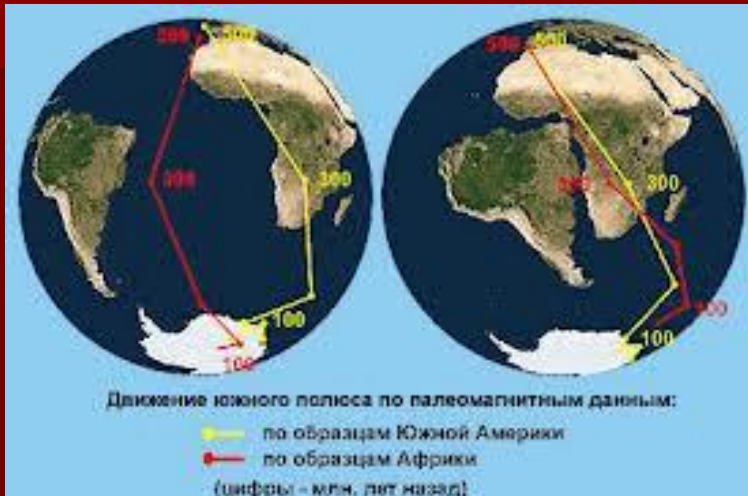 500 500
300
300
100
100
500 500
300
300
100
100
Движение южного полюса по палеомагнитным данным:
по образцам Южной Америки
по образцам Африки
(цифры - млн. лет назад)